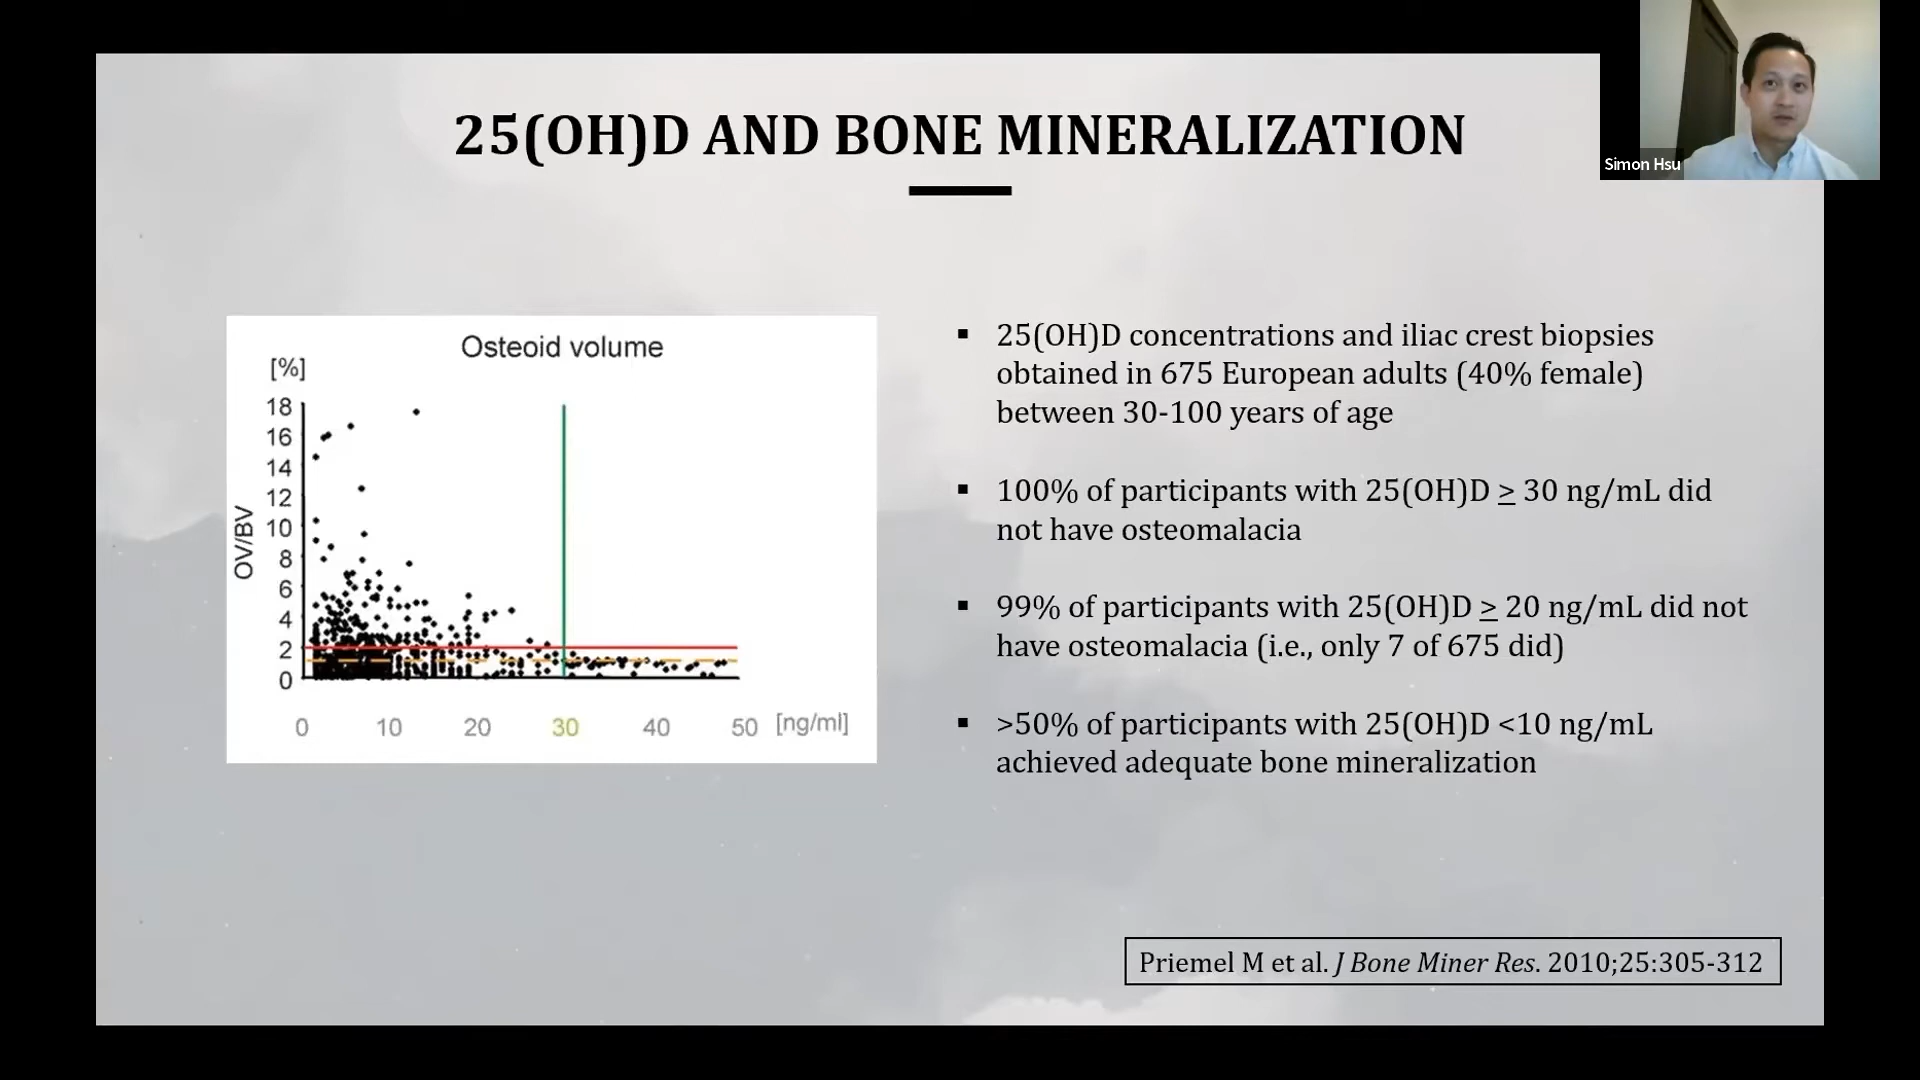 Simon Hsu
25(OH)D AND BONE MINERALIZATION
Osteoid volume
[%]
18
16
14
12
10
8
6
4
2
0
OV/BV
0 10 20 30 40 50 [ng/ml]
▪ 25(OH)D concentrations and iliac crest biopsies
obtained in 675 European adults (40% female)
between 30-100 years of age
▪ 100% of participants with 25(OH)D ≥ 30 ng/mL did
not have osteomalacia
▪ 99% of participants with 25(OH)D ≥ 20 ng/mL did not
have osteomalacia (i.e., only 7 of 675 did)
▪ >50% of participants with 25(OH)D <10 ng/mL
achieved adequate bone mineralization
Priemel M et al. J Bone Miner Res. 2010;25:305-312